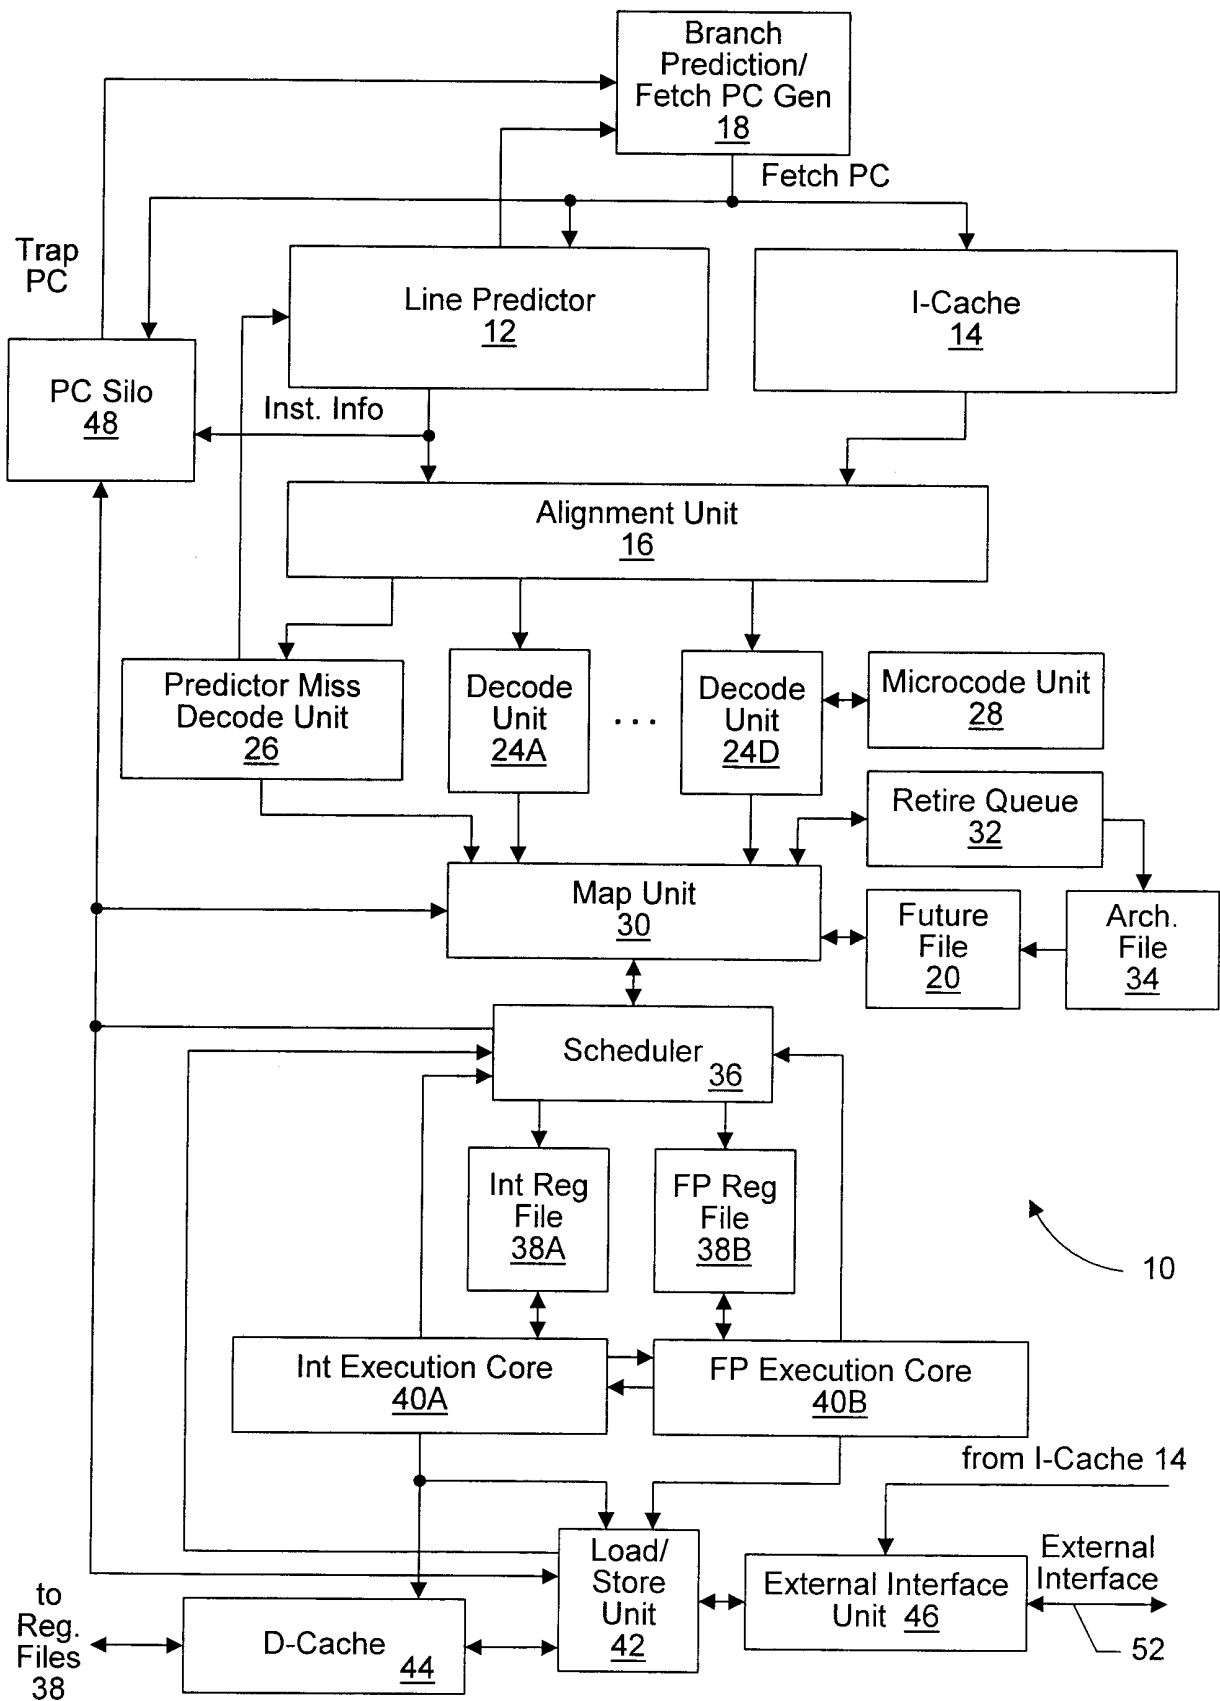 Branch
Prediction/
Fetch PC Gen
18
Fetch PC
Trap
PC
Line Predictor
12
I-Cache
14
PC Silo
48
Inst. Info
Alignment Unit
16
Predictor Miss
Decode Unit
26
Decode
Unit
24A
. . .
Decode
Unit
24D
Microcode Unit
28
Retire Queue
32
Map Unit
30
Future
File
20
Arch.
File
34
Scheduler
36
Int Reg
File
38A
FP Reg
File
38B
10
Int Execution Core
40A
FP Execution Core
40B
from I-Cache 14
Load/
Store
Unit
42
External Interface
Unit 46
External
Interface
52
to
Reg.
Files
38
D-Cache
44